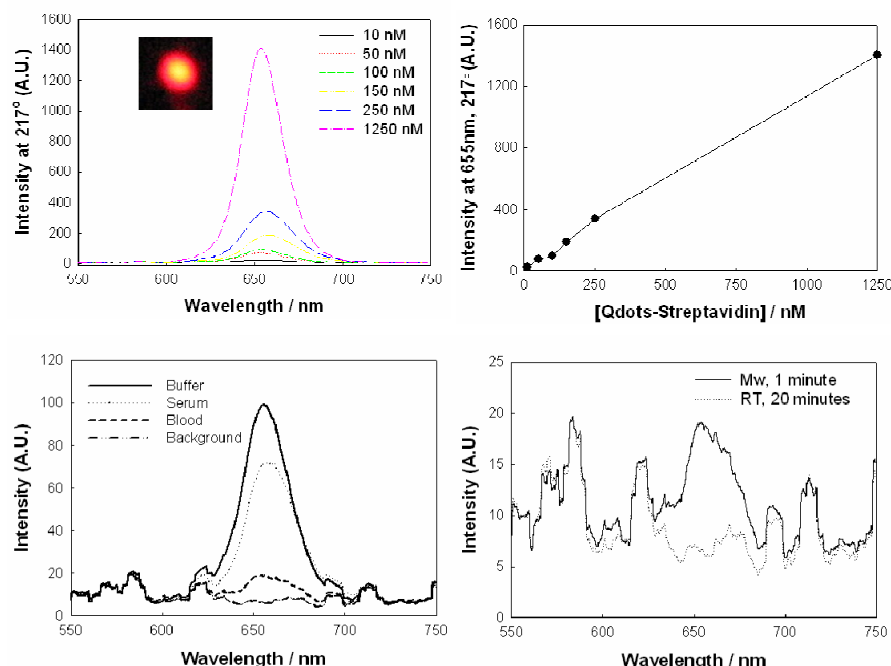 Intensity at 217° (A.U.)
1600
1400
1200
1000
800
600
400
200
0
550 600 650 700 750
Wavelength / nm
10 nM
50 nM
100 nM
150 nM
250 nM
1250 nM
Intensity at 655nm, 217= (A.U.)
1600
1200
800
400
0
0 250 500 750 1000 1250
[Qdots-Streptavidin] / nM
Intensity (A.U.)
120
100
80
60
40
20
0
550 600 650 700 750
Wavelength / nm
Buffer
Serum
Blood
Background
Intensity (A.U.)
25
20
15
10
5
0
550 600 650 700 750
Wavelength / nm
Mw, 1 minute
RT, 20 minutes